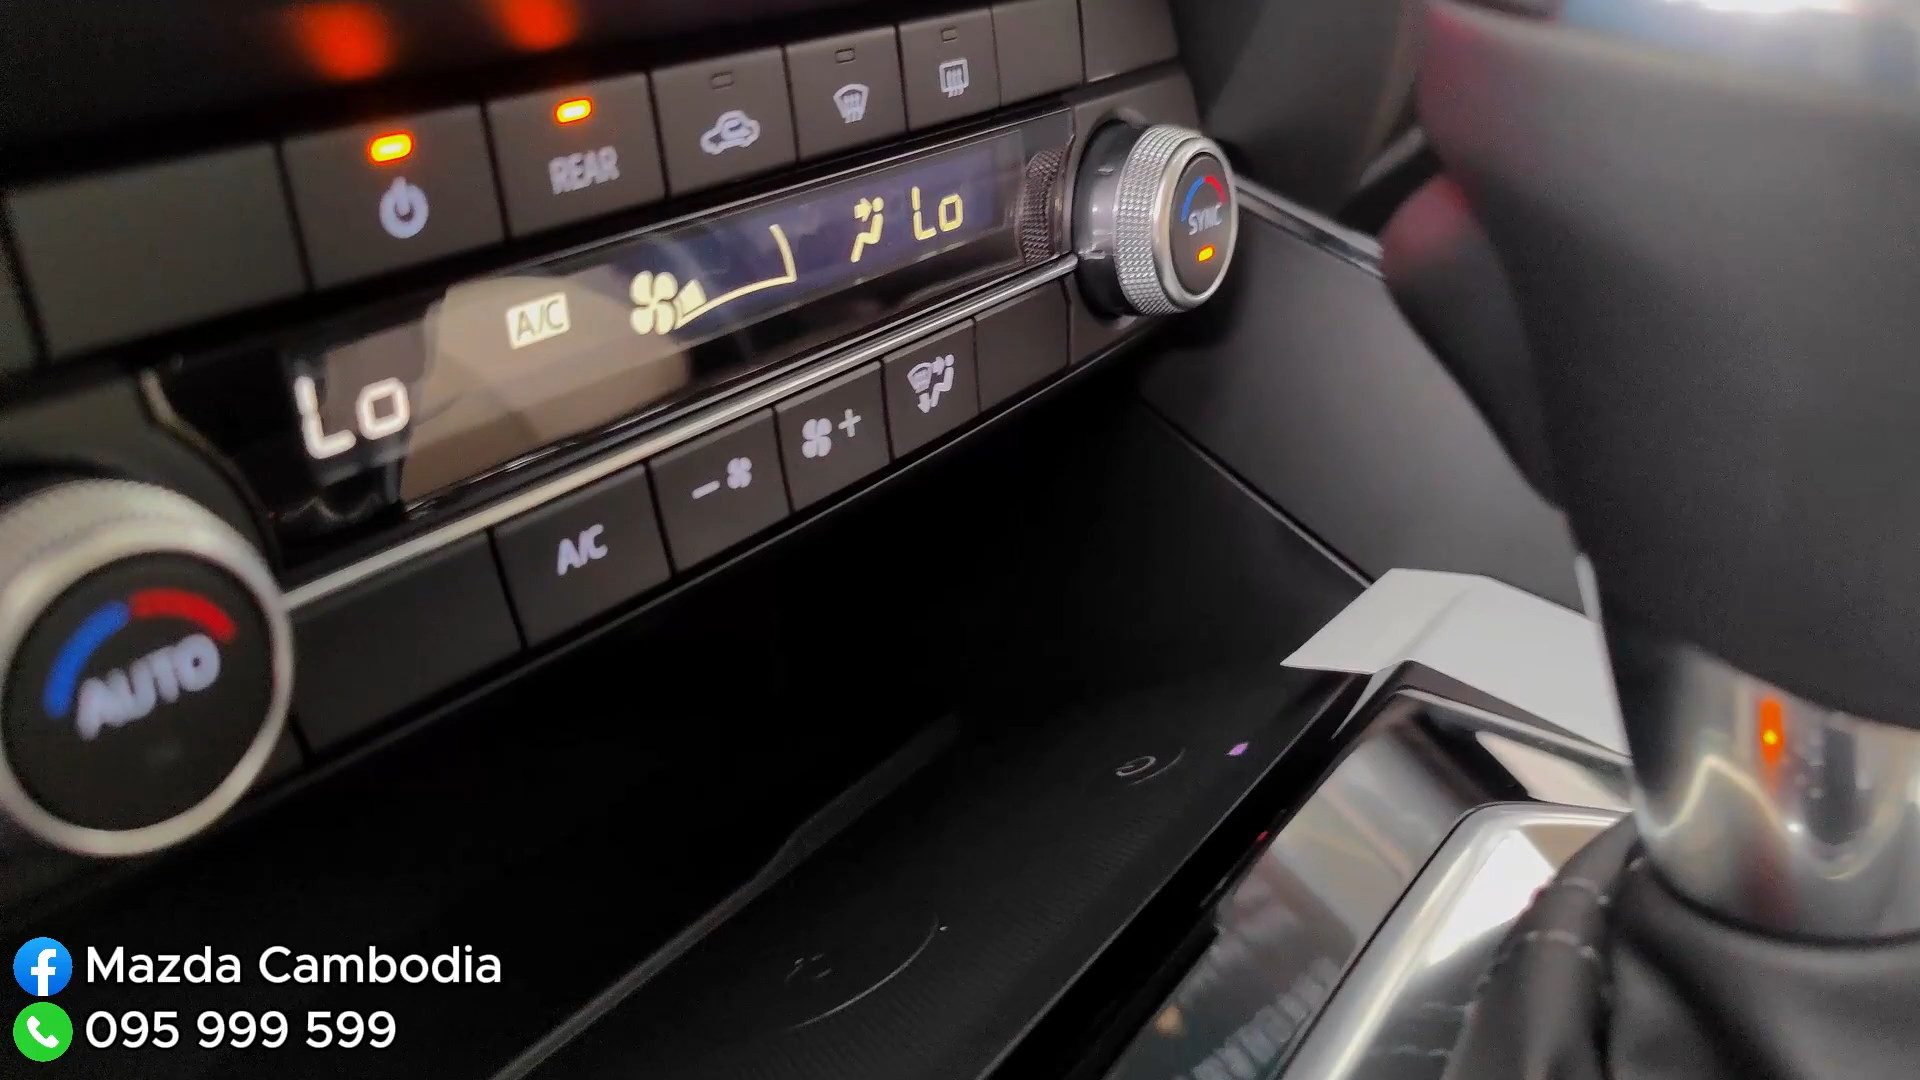 REAR
Lo
A/C
Lo
SYNC
A/C
- +
AUTO
Mazda Cambodia
095 999 599